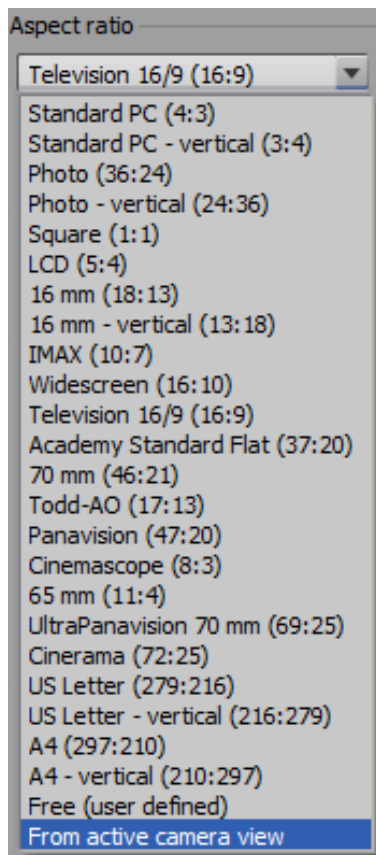 Aspect ratio
Television 16/9 (16:9)
Standard PC (4:3)
Standard PC - vertical (3:4)
Photo (36:24)
Photo - vertical (24:36)
Square (1:1)
LCD (5:4)
16 mm (18:13)
16 mm - vertical (13:18)
IMAX (10:7)
Widescreen (16:10)
Television 16/9 (16:9)
Academy Standard Flat (37:20)
70 mm (46:21)
Todd-AO (17:13)
Panavision (47:20)
Cinemascope (8:3)
65 mm (11:4)
UltraPanavision 70 mm (69:25)
Cinerama (72:25)
US Letter (279:216)
US Letter - vertical (216:279)
A4 (297:210)
A4 - vertical (210:297)
Free (user defined)
From active camera view